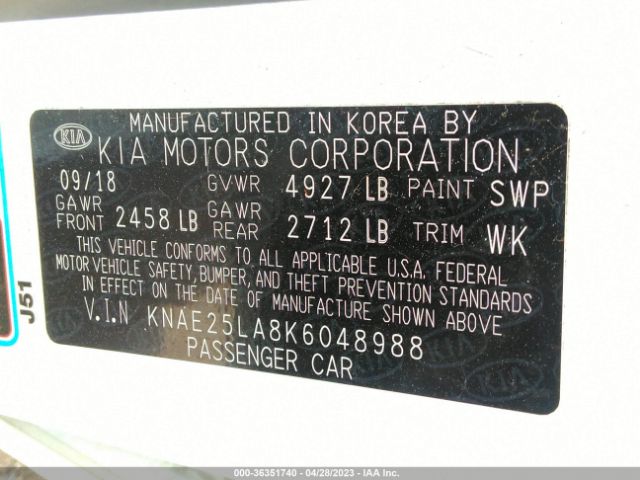 MANUFACTURED IN KOREA BY
KIA KIA MOTORS CORPORATION
09/18 GVWR 4927 LB PAINT SWP
GAWR FRONT 2458 LB GAWR REAR 2712 LB TRIM WK
THIS VEHICLE CONFORMS TO ALL APPLICABLE U.S.A. FEDERAL
MOTOR VEHICLE SAFETY, BUMPER, AND THEFT PREVENTION STANDARDS
IN EFFECT ON THE DATE OF MANUFACTURE SHOWN ABOVE.
V.I.N KNAE25LA8K6048988
PASSENGER CAR
J51
000-36351740 - 04/28/2023 - IAA Inc.